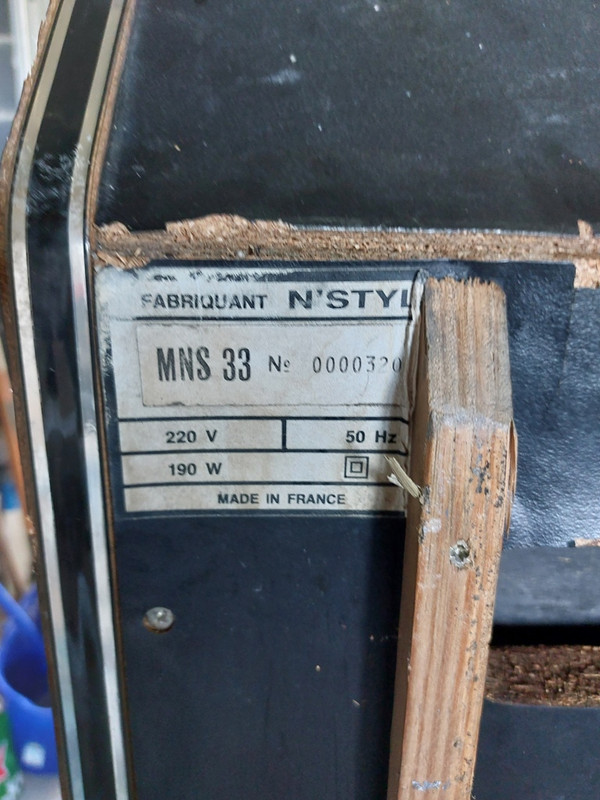 FABRIQUANT N'STYL
MNS 33 Nº 0000320
220 V 50 Hz
190 W
MADE IN FRANCE